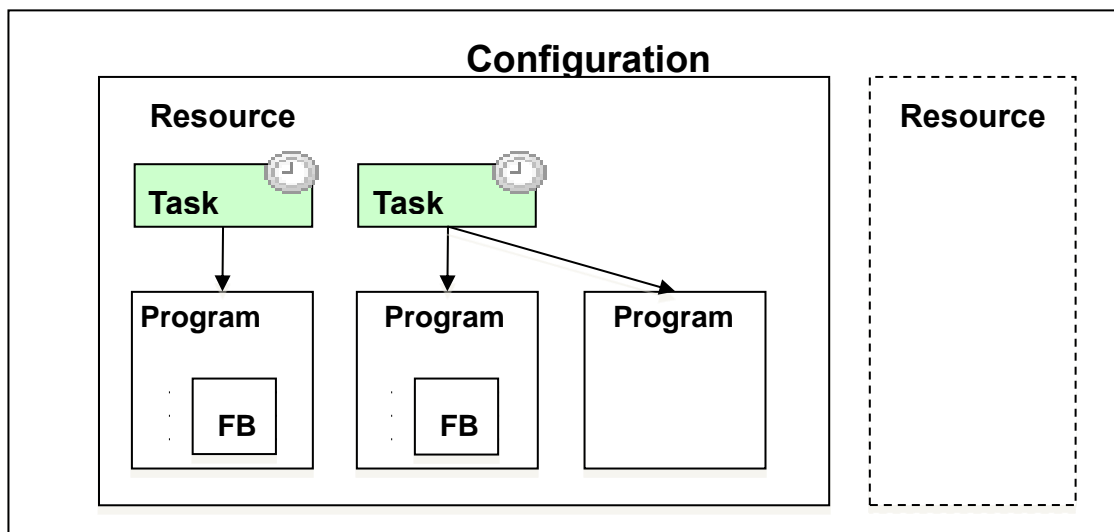 Configuration
Resource
Resource
Task
Task
Program
Program
Program
FB
FB